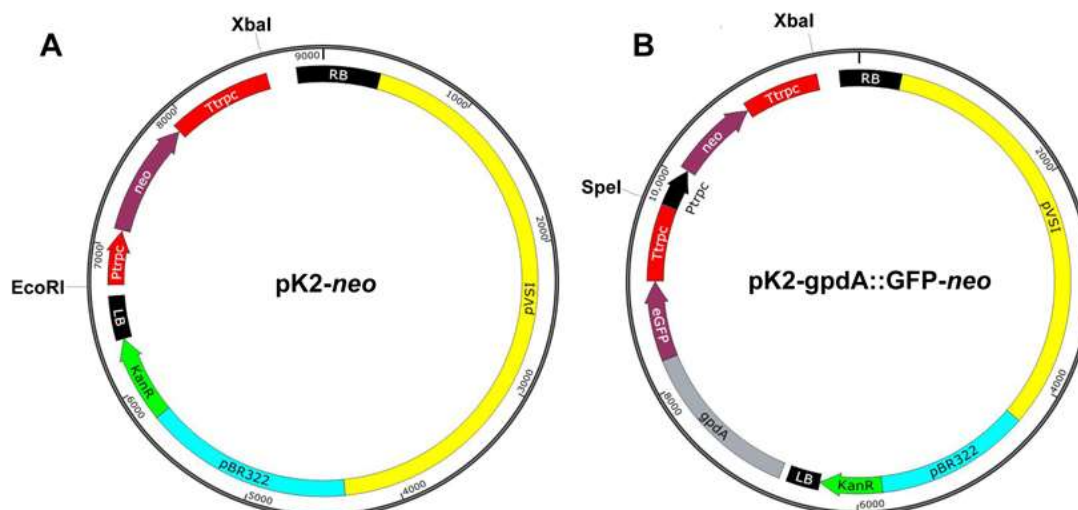 A
XbaI
9000
RB
1000
pVSI
2000
3000
4000
pBR322
5000
6000
KanR
LB
EcoRI
7000
Ptrpc
neo
8000
Ttrpc
pK2-neo
B
XbaI
RB
2000
pVSI
4000
pBR322
6000
KanR
LB
gpdA
8000
eGFP
Ttrpc
SpeI
10,000
Ptrpc
neo
Ttrpc
pK2-gpdA::GFP-neo